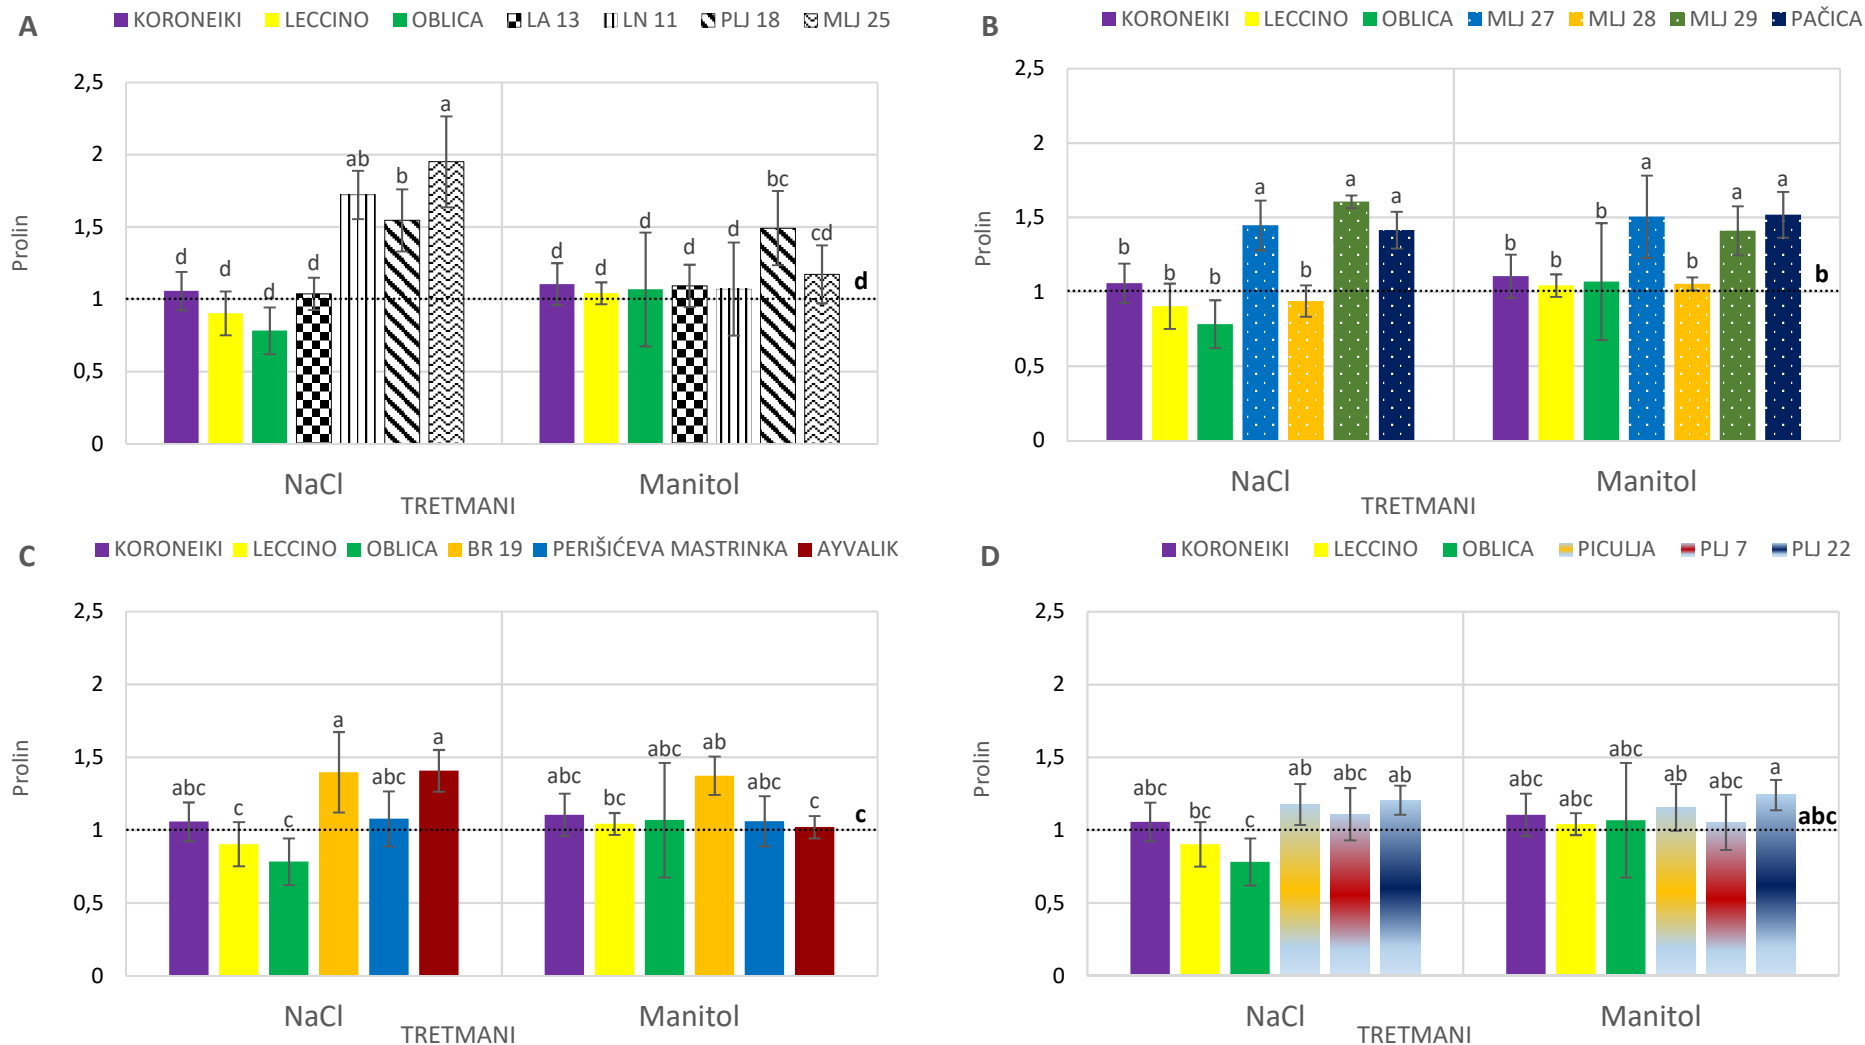 A
KORONEIKI LECCINO OBLICA LA 13 LN 11 PLJ 18 MLJ 25
2,5
2
1,5
1
0,5
0
Prolin
d d d d ab b a d d d d d bc cd
d
NaCl Manitol
TRETMANI
B
KORONEIKI LECCINO OBLICA MLJ 27 MLJ 28 MLJ 29 PAČICA
2,5
2
1,5
1
0,5
0
Prolin
b b b a b a a b b b a b a a
b
NaCl Manitol
TRETMANI
C
KORONEIKI LECCINO OBLICA BR 19 PERIŠIĆEVA MASTRINKA AYVALIK
2,5
2
1,5
1
0,5
0
Prolin
abc c c a abc a abc bc abc ab abc c
c
NaCl Manitol
TRETMANI
D
KORONEIKI LECCINO OBLICA PICULJA PLJ 7 PLJ 22
2,5
2
1,5
1
0,5
0
Prolin
abc bc c ab abc ab abc abc abc ab abc a
abc
NaCl Manitol
TRETMANI